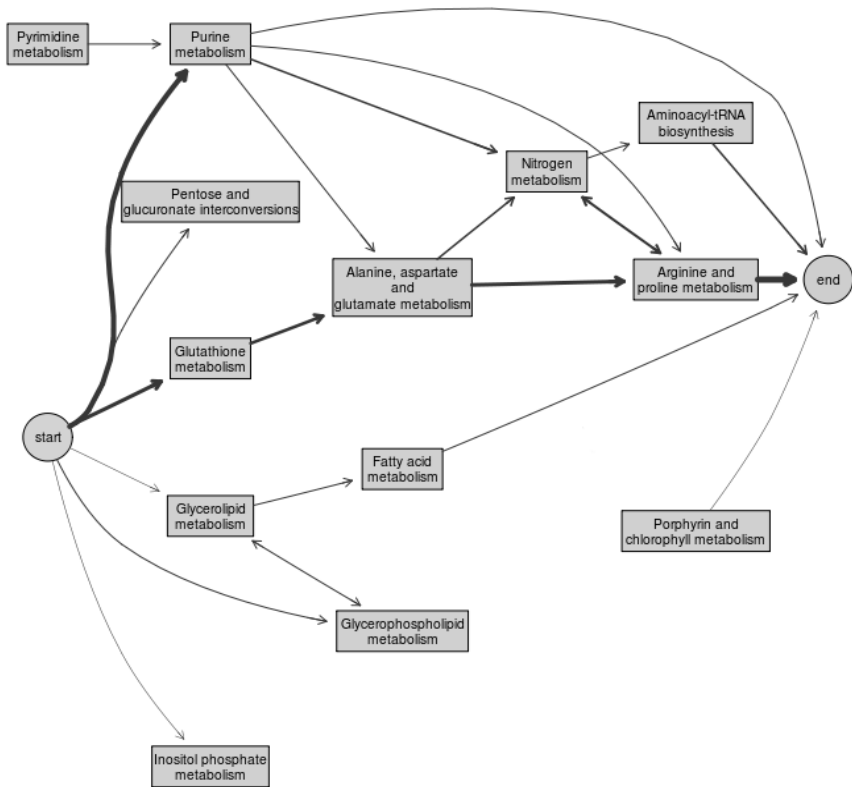 Pyrimidine
metabolism
Purine
metabolism
Aminoacyl-tRNA
biosynthesis
Nitrogen
metabolism
Pentose and
glucuronate interconversions
Alanine, aspartate
and
glutamate metabolism
Arginine and
proline metabolism
end
Glutathione
metabolism
start
Fatty acid
metabolism
Glycerolipid
metabolism
Porphyrin and
chlorophyll metabolism
Glycerophospholipid
metabolism
Inositol phosphate
metabolism